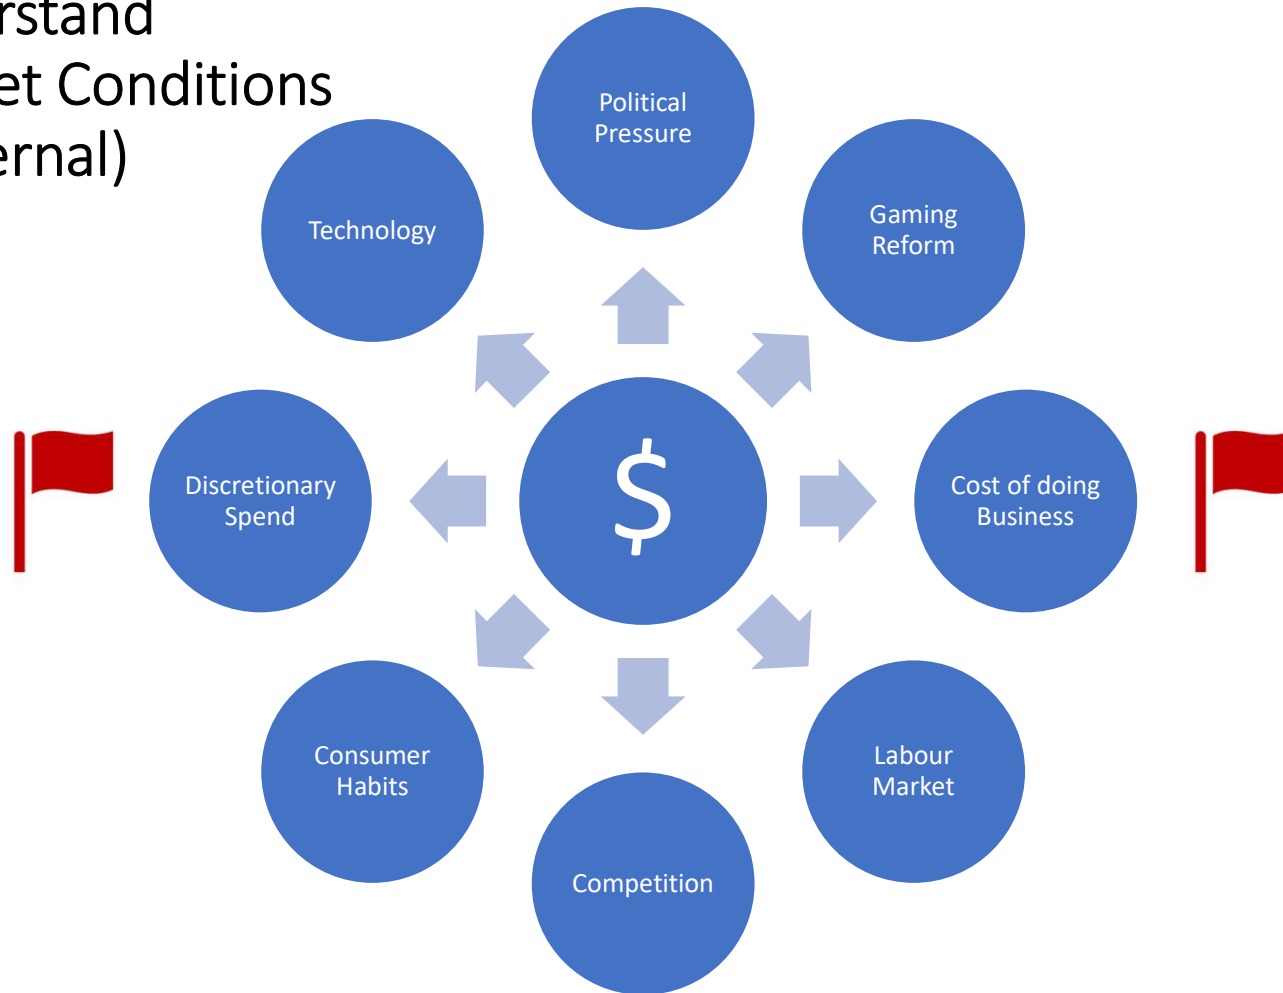 rstand
et Conditions
ernal)
Political
Pressure
Technology
Gaming
Reform
Discretionary
Spend
$
Cost of doing
Business
Consumer
Habits
Labour
Market
Competition